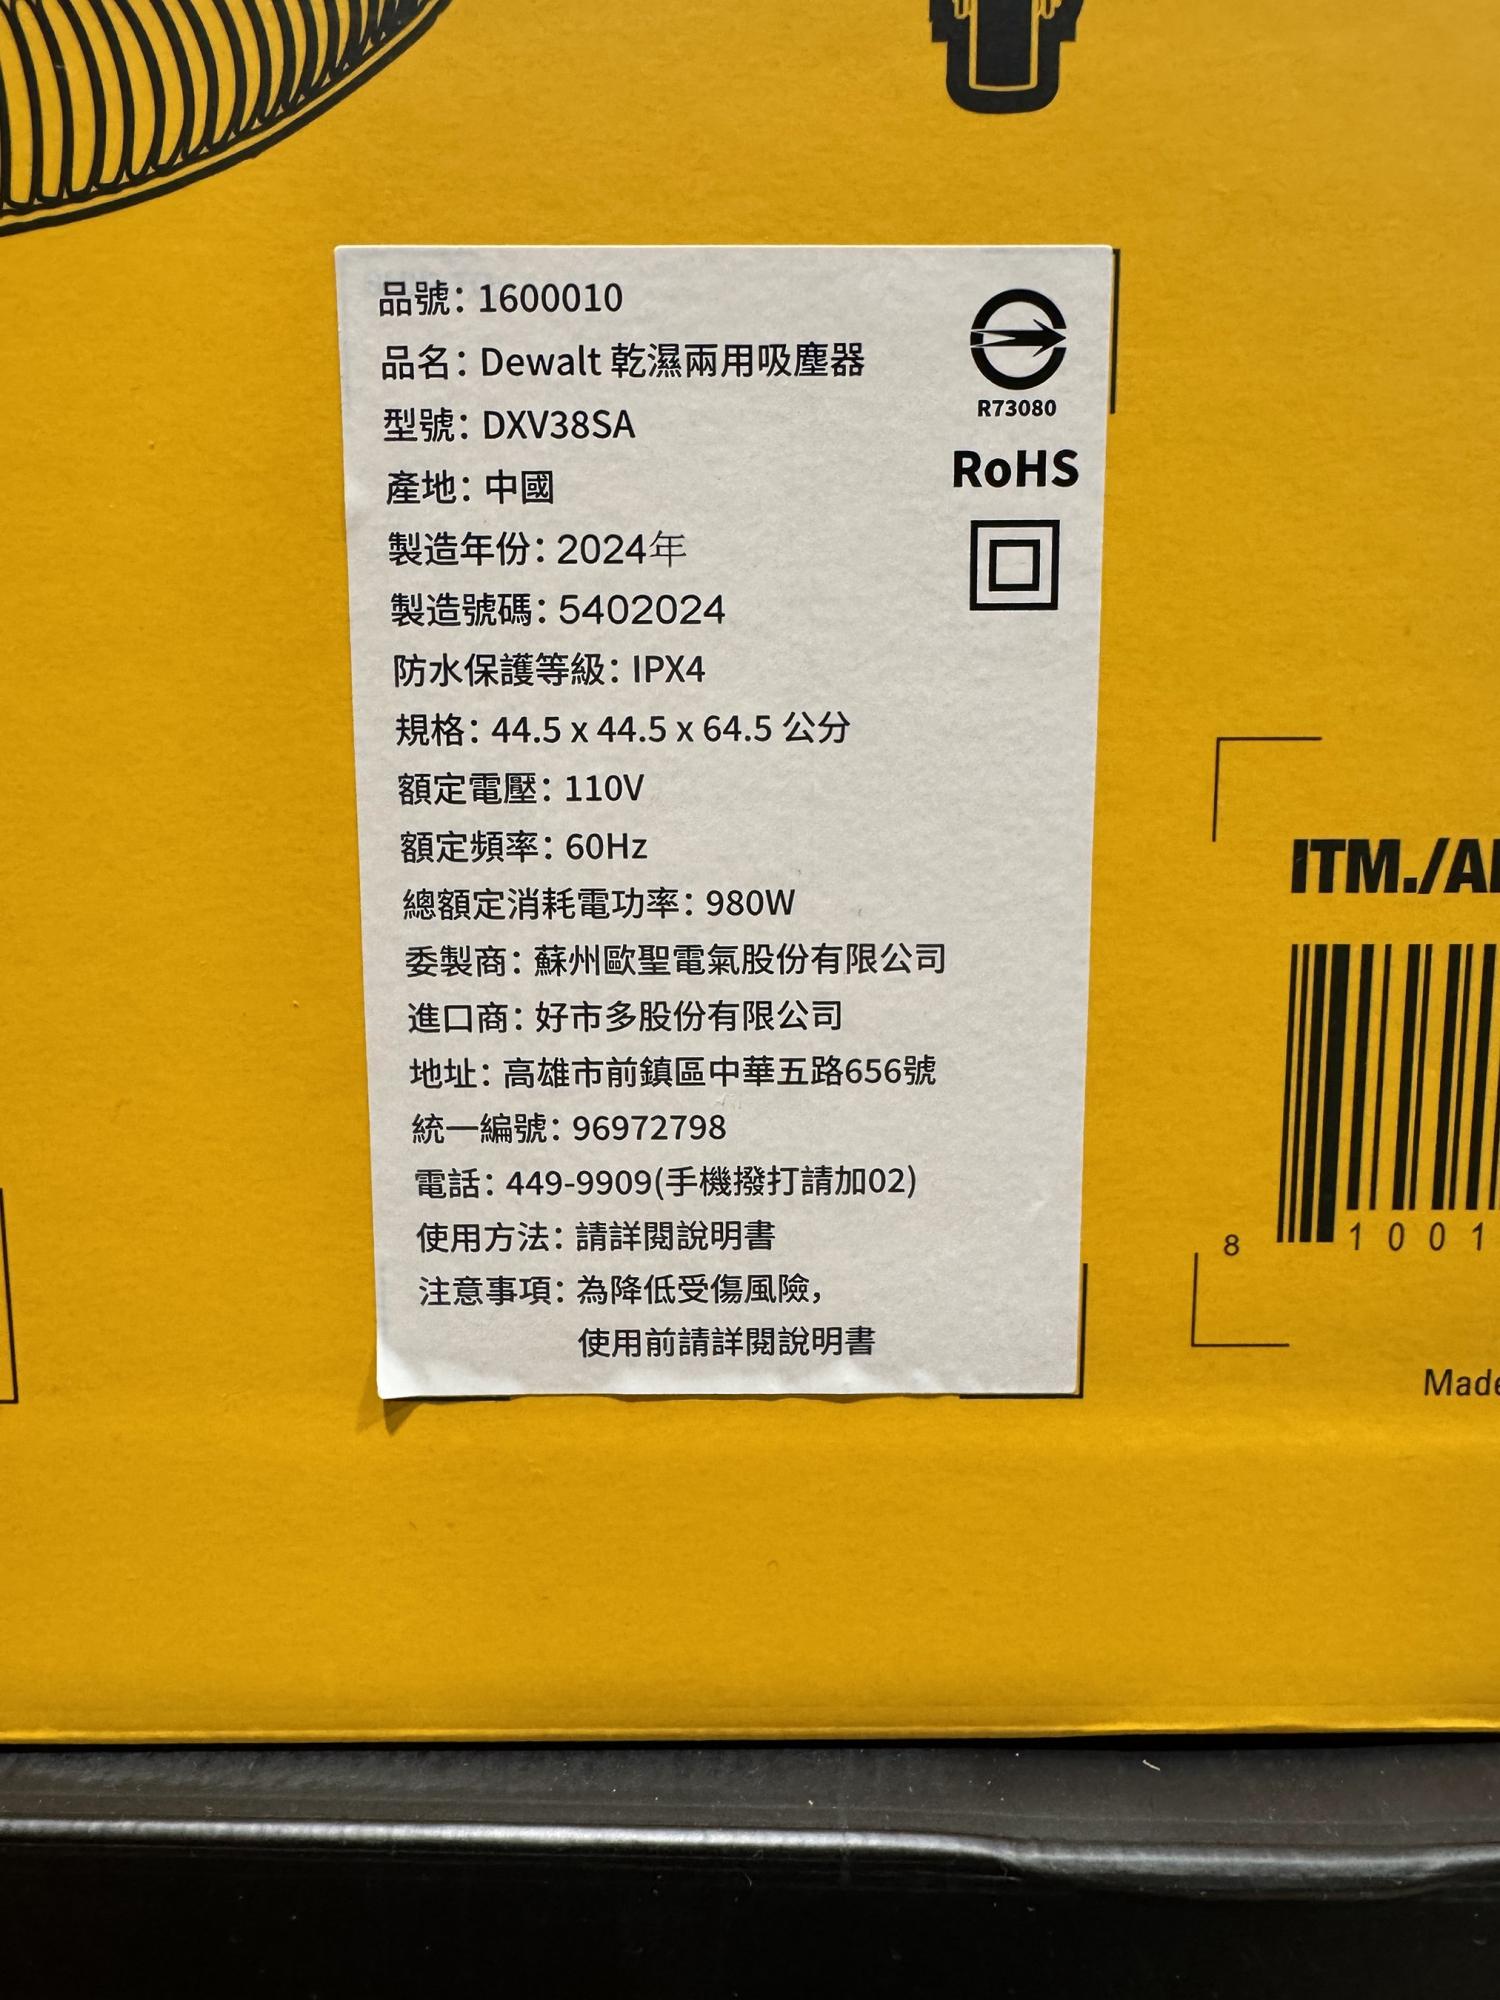 品號：1600010
品名：Dewalt 乾濕兩用吸塵器
型號：DXV38SA
產地：中國
製造年份：2024年
製造號碼：5402024
防水保護等級：IPX4
規格：44.5 x 44.5 x 64.5 公分
額定電壓：110V
額定頻率：60Hz
總額定消耗電功率：980W
委製商：蘇州歐聖電氣股份有限公司
進口商：好市多股份有限公司
地址：高雄市前鎮區中華五路656號
統一編號：96972798
電話：449-9909(手機撥打請加02)
使用方法：請詳閱說明書
注意事項：為降低受傷風險，
使用前請詳閱說明書
R73080
RoHS
ITM./A
8 1001
Made